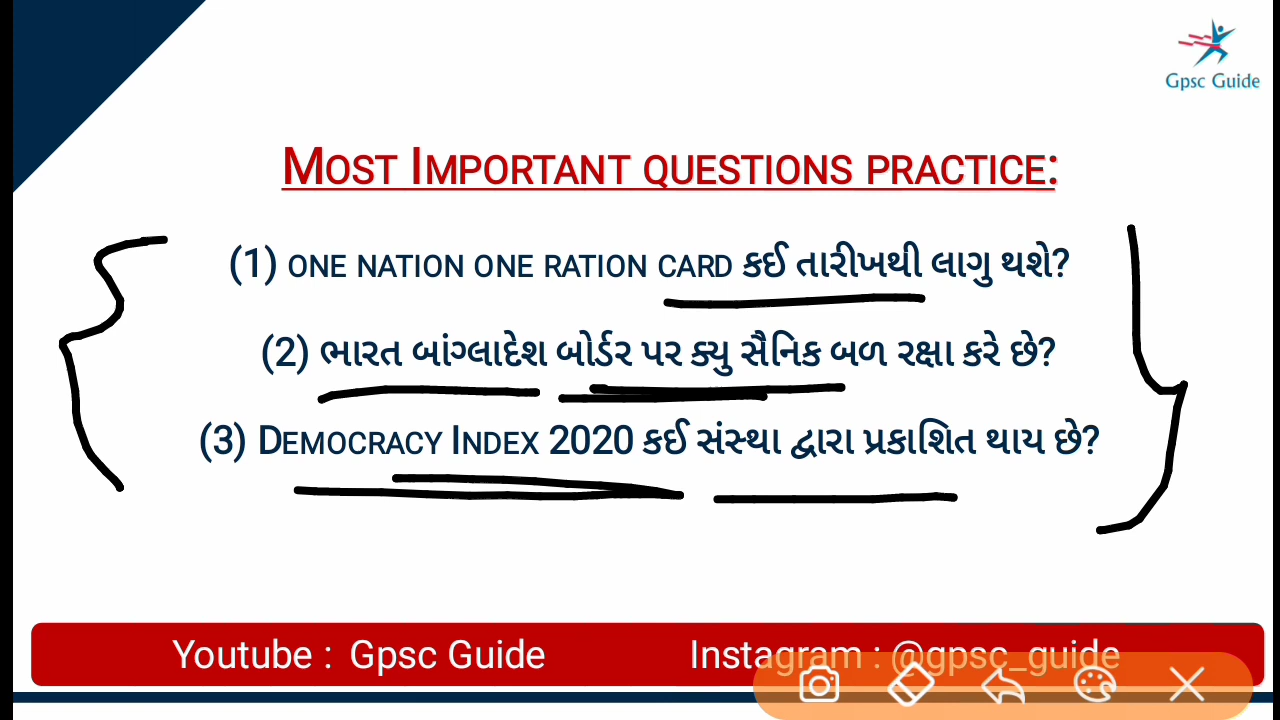 Gpsc Guide
MOST IMPORTANT QUESTIONS PRACTICE:
(1) ONE NATION ONE RATION CARD કઈ તારીખથી લાગુ થશે?
(2) ભારત બાંગ્લાદેશ બોર્ડર પર ક્યુ સૈનિક બળ રક્ષા કરે છે?
(3) DEMOCRACY INDEX 2020 કઈ સંસ્થા દ્વારા પ્રકાશિત થાય છે?
Youtube : Gpsc Guide Instagram : @gpsc_guide